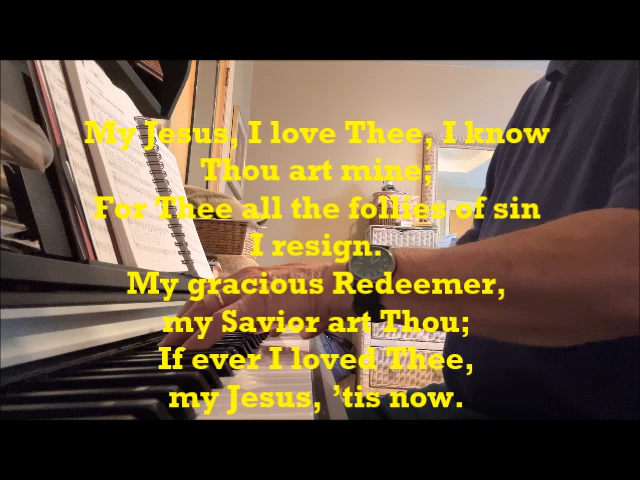 My Jesus, I love Thee, I know
Thou art mine;
For Thee all the follies of sin
I resign.
My gracious Redeemer,
my Savior art Thou;
If ever I loved Thee,
my Jesus, ’tis now.